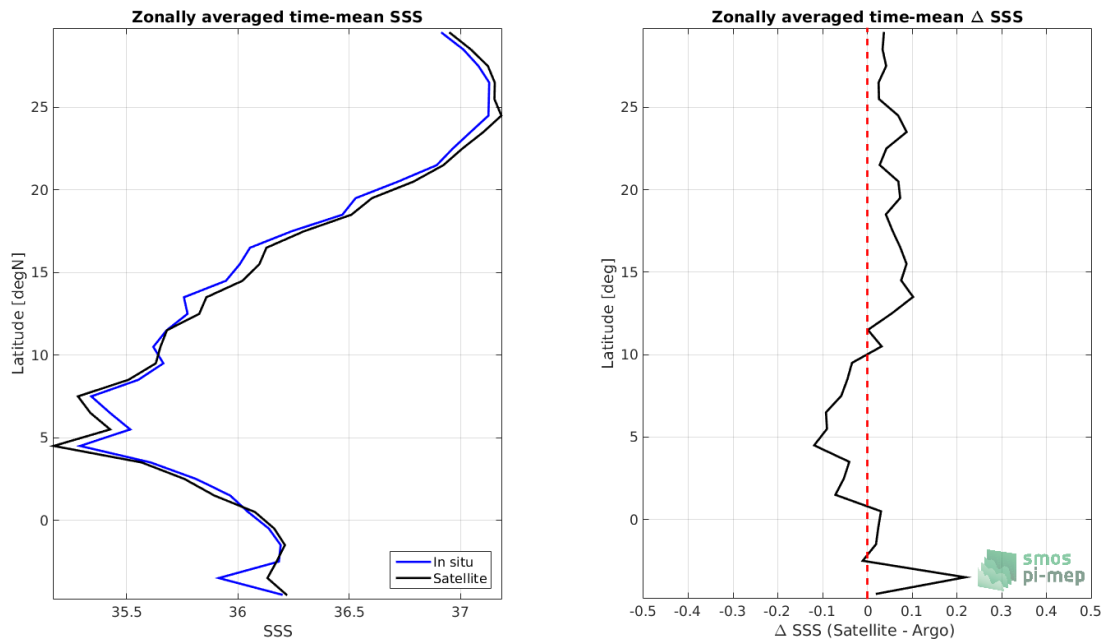 Zonally averaged time-mean SSS
Latitude [degN]
25
20
15
10
5
0
35.5 36 36.5 37
SSS
In situ
Satellite
Zonally averaged time-mean Δ SSS
Latitude [deg]
25
20
15
10
5
0
-0.5 -0.4 -0.3 -0.2 -0.1 0 0.1 0.2 0.3 0.4 0.5
Δ SSS (Satellite - Argo)
smos
pi-mep